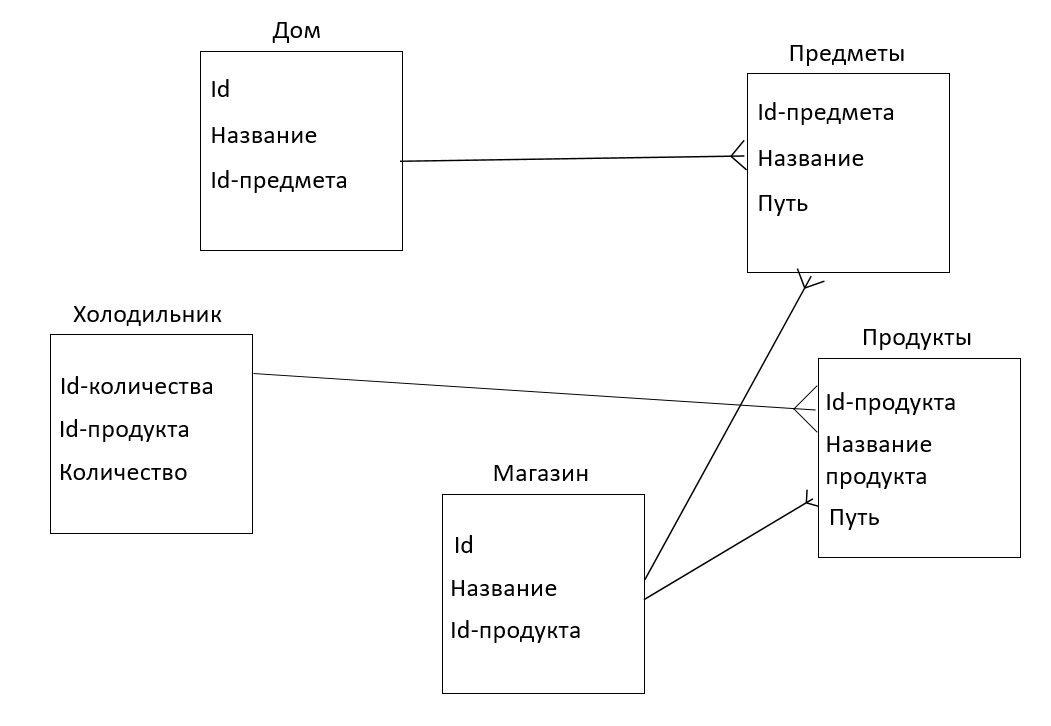 Дом
Id
Название
Id-предмета
Предметы
Id-предмета
Название
Путь
Холодильник
Id-количества
Id-продукта
Количество
Продукты
Id-продукта
Название
продукта
Путь
Магазин
Id
Название
Id-продукта